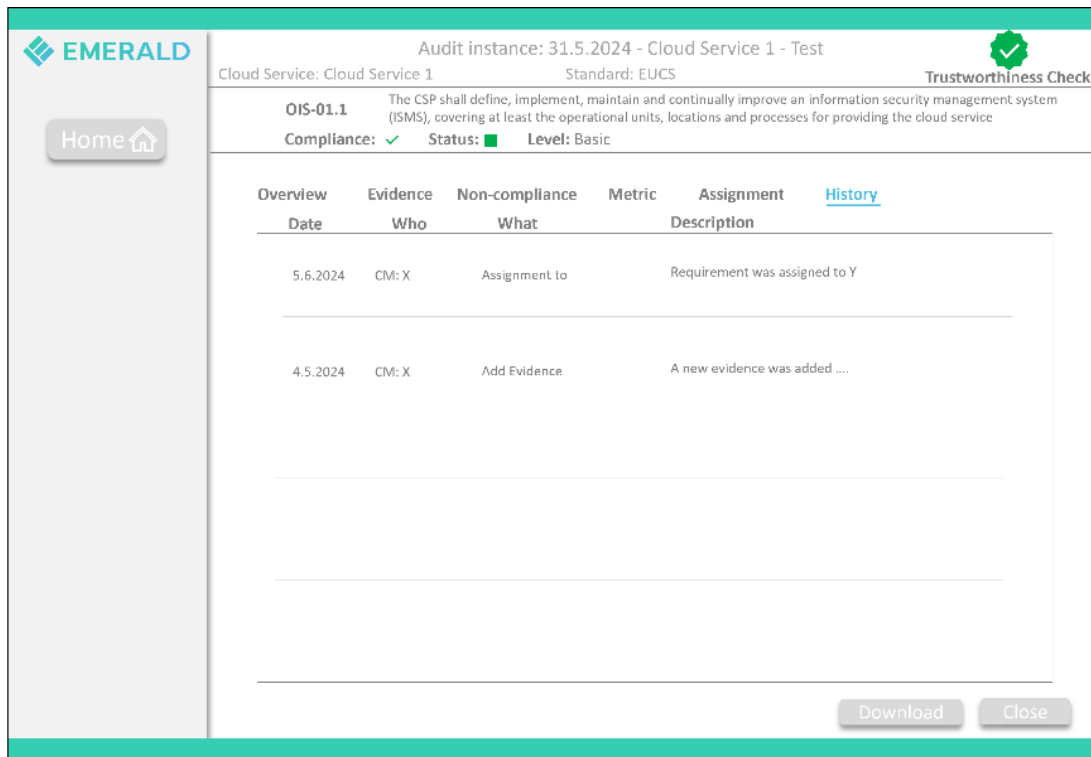 EMERALD
Audit instance: 31.5.2024 - Cloud Service 1 - Test
Cloud Service: Cloud Service 1 Standard: EUCS
Trustworthiness Check
OIS-01.1 The CSP shall define, implement, maintain and continually improve an information security management system
(ISMS), covering at least the operational units, locations and processes for providing the cloud service
Home
Compliance: Status: Level: Basic
Overview Evidence Non-compliance Metric Assignment History
Date Who What Description
5.6.2024 CM: X Assignment to Requirement was assigned to Y
4.5.2024 CM: X Add Evidence A new evidence was added ....
Download Close